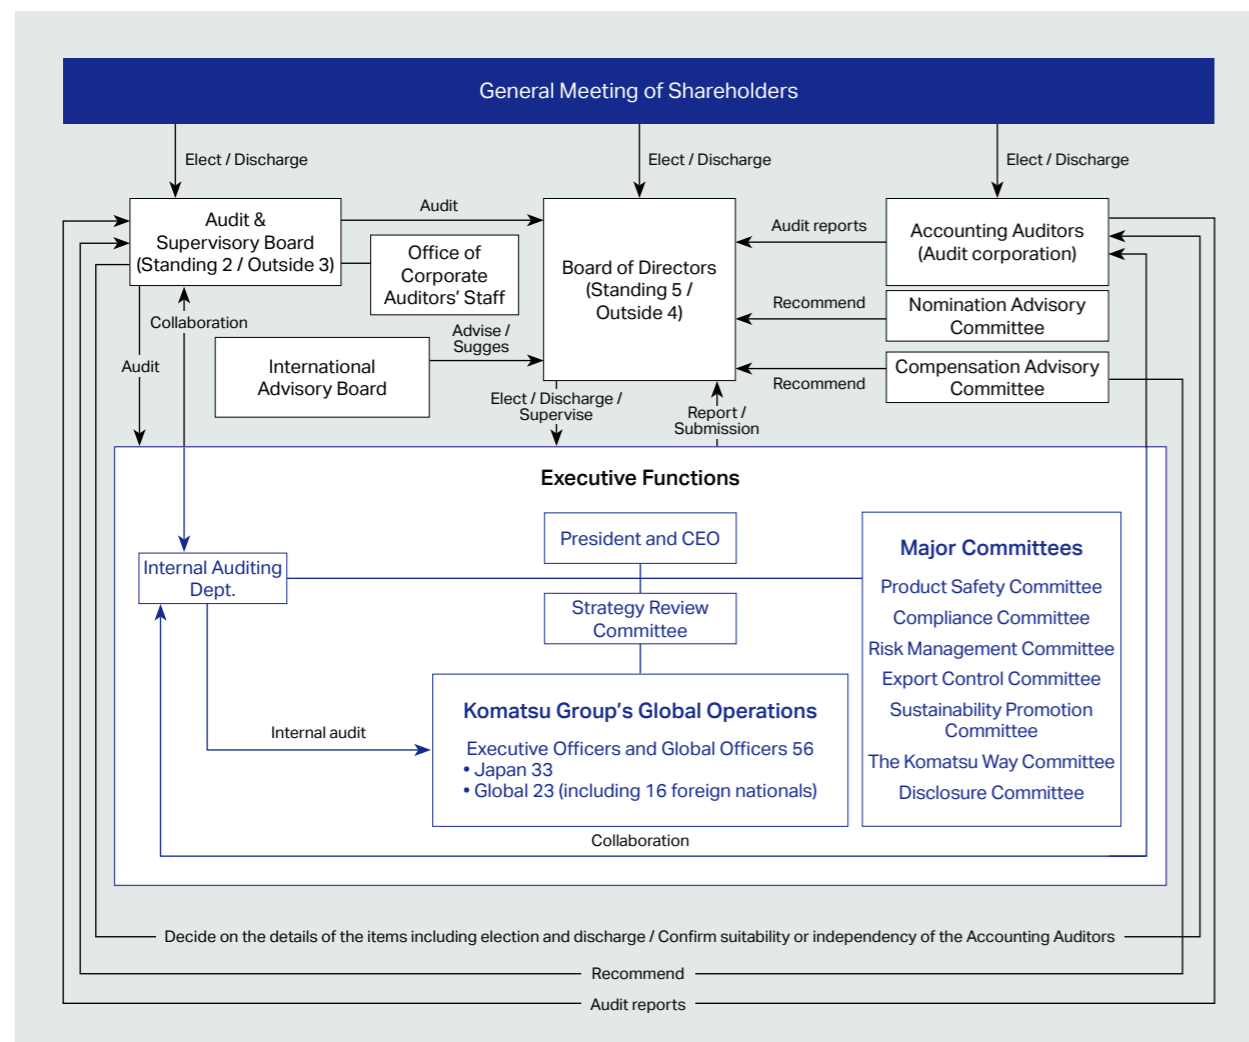 General Meeting of Shareholders
Elect / Discharge
Elect / Discharge
Elect / Discharge
Audit &
Supervisory Board
(Standing 2 / Outside 3)
Audit
Office of
Corporate
Auditors’ Staff
Board of Directors
(Standing 5 /
Outside 4)
Audit reports
Accounting Auditors
(Audit corporation)
Recommend
Nomination Advisory
Committee
Recommend
Compensation Advisory
Committee
Collaboration
Audit
International
Advisory Board
Advise /
Sugges
Elect / Discharge /
Supervise
Report /
Submission
Executive Functions
President and CEO
Internal Auditing
Dept.
Strategy Review
Committee
Major Committees
Product Safety Committee
Compliance Committee
Risk Management Committee
Export Control Committee
Sustainability Promotion
Committee
The Komatsu Way Committee
Disclosure Committee
Internal audit
Komatsu Group’s Global Operations
Executive Officers and Global Officers 56
• Japan 33
• Global 23 (including 16 foreign nationals)
Collaboration
Decide on the details of the items including election and discharge / Confirm suitability or independency of the Accounting Auditors
Recommend
Audit reports